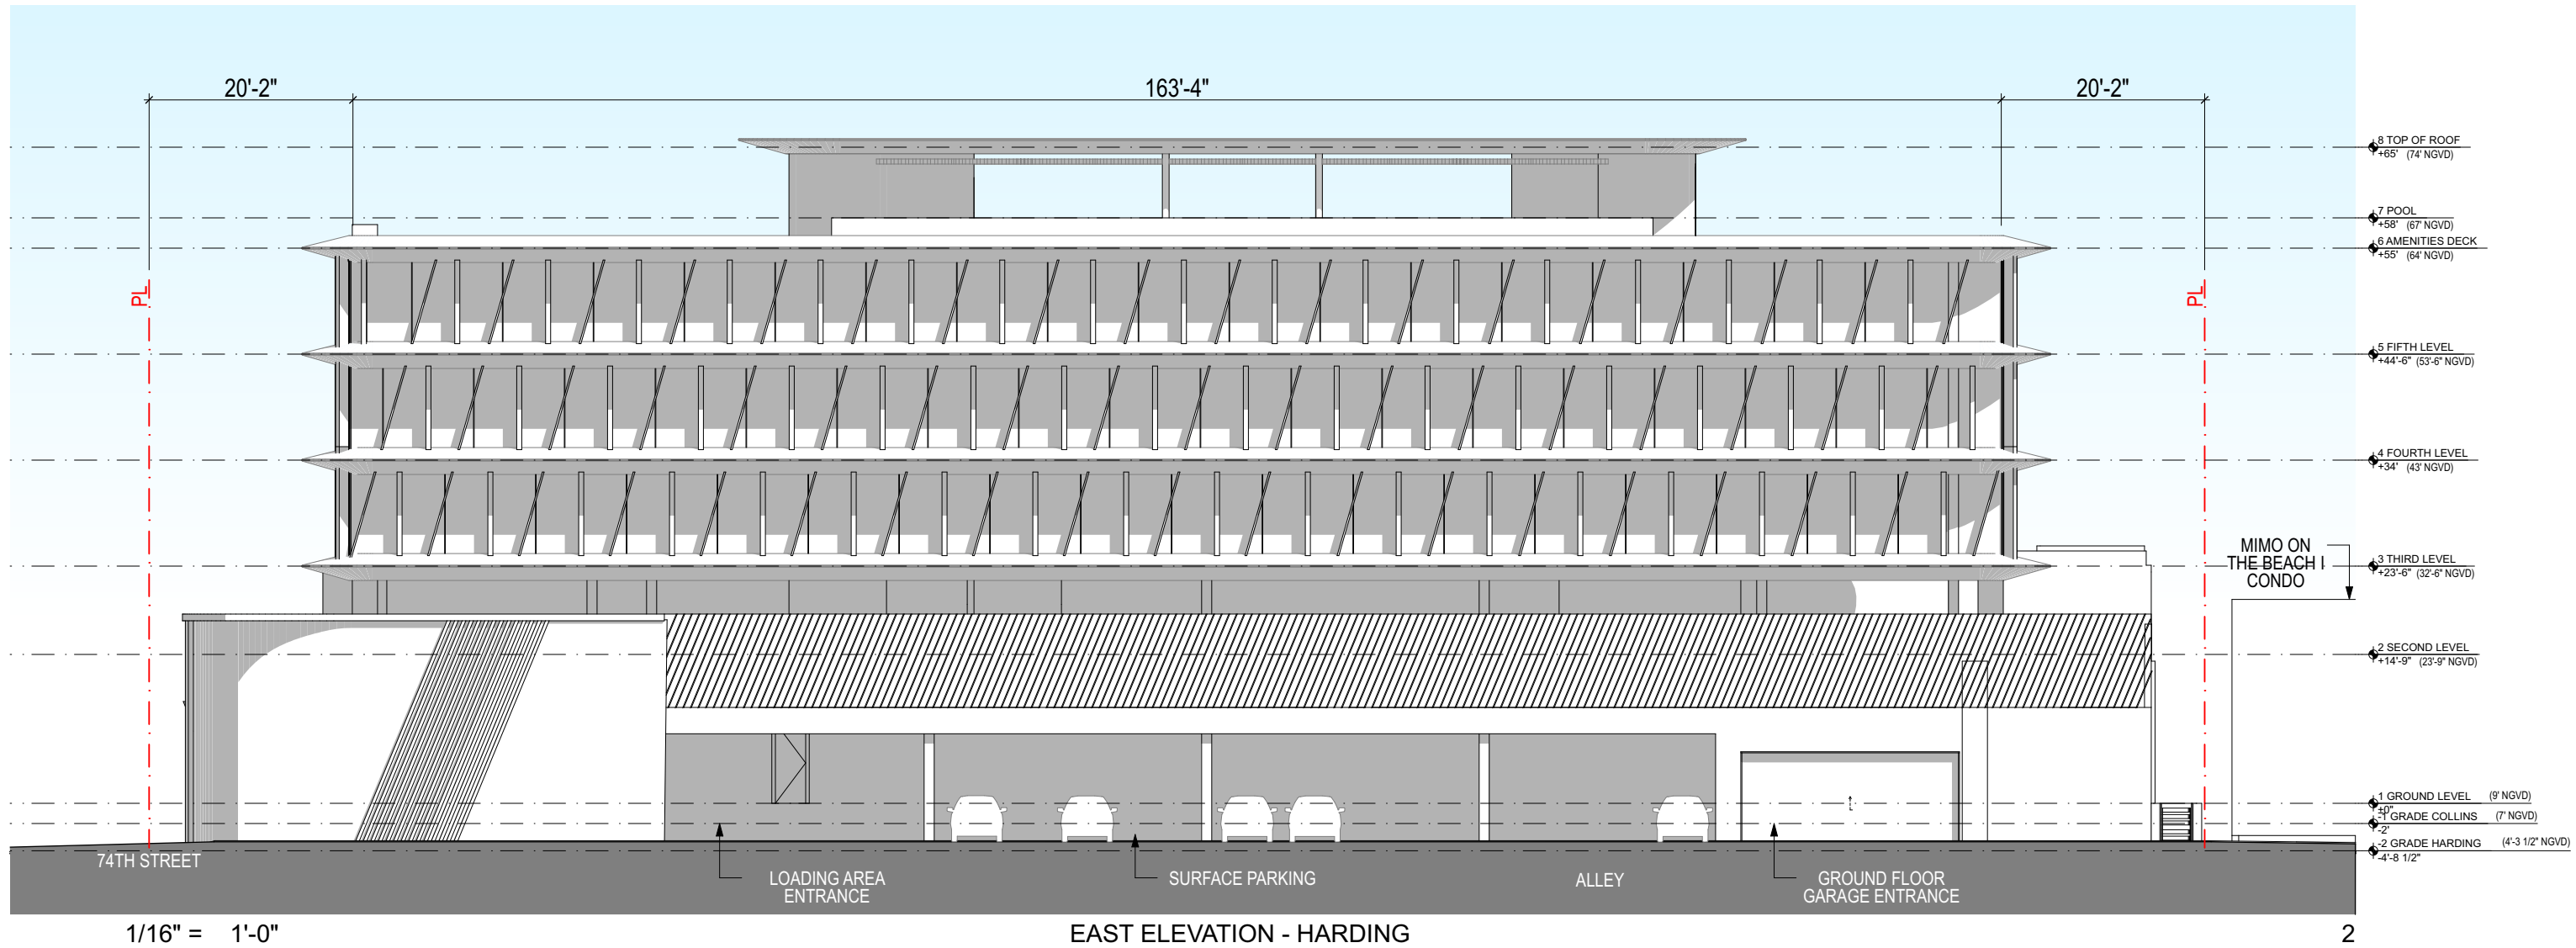 20'-2"
163'-4"
20'-2"
8 TOP OF ROOF
+65' (74' NGVD)
7 POOL
+58' (67' NGVD)
6 AMENITIES DECK
+55' (64' NGVD)
PL
PL
5 FIFTH LEVEL
+44'-6" (53'-6" NGVD)
4 FOURTH LEVEL
+34' (43' NGVD)
MIMO ON
THE BEACH I
CONDO
3 THIRD LEVEL
+23'-6" (32'-6" NGVD)
2 SECOND LEVEL
+14'-9" (23'-9" NGVD)
1 GROUND LEVEL (9' NGVD)
±0"
-1 GRADE COLLINS (7' NGVD)
-2'
-2 GRADE HARDING (4'-3 1/2" NGVD)
-4'-8 1/2"
74TH STREET
LOADING AREA
ENTRANCE
SURFACE PARKING
ALLEY
GROUND FLOOR
GARAGE ENTRANCE
1/16" = 1'-0"
EAST ELEVATION - HARDING
2